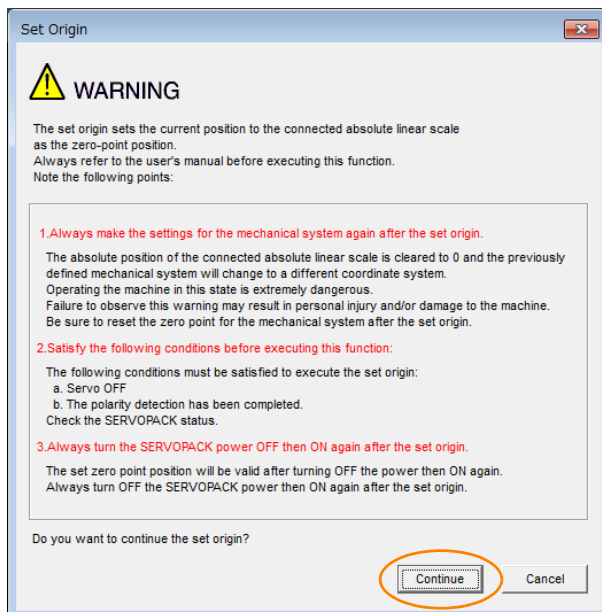 Set Origin
WARNING
The set origin sets the current position to the connected absolute linear scale
as the zero-point position.
Always refer to the user's manual before executing this function.
Note the following points:
1.Always make the settings for the mechanical system again after the set origin.
The absolute position of the connected absolute linear scale is cleared to 0 and the previously
defined mechanical system will change to a different coordinate system.
Operating the machine in this state is extremely dangerous.
Failure to observe this warning may result in personal injury and/or damage to the machine.
Be sure to reset the zero point for the mechanical system after the set origin.
2.Satisfy the following conditions before executing this function:
The following conditions must be satisfied to execute the set origin:
a. Servo OFF
b. The polarity detection has been completed.
Check the SERVOPACK status.
3.Always turn the SERVOPACK power OFF then ON again after the set origin.
The set zero point position will be valid after turning OFF the power then ON again.
Always turn OFF the SERVOPACK power then ON again after the set origin.
Do you want to continue the set origin?
Continue Cancel